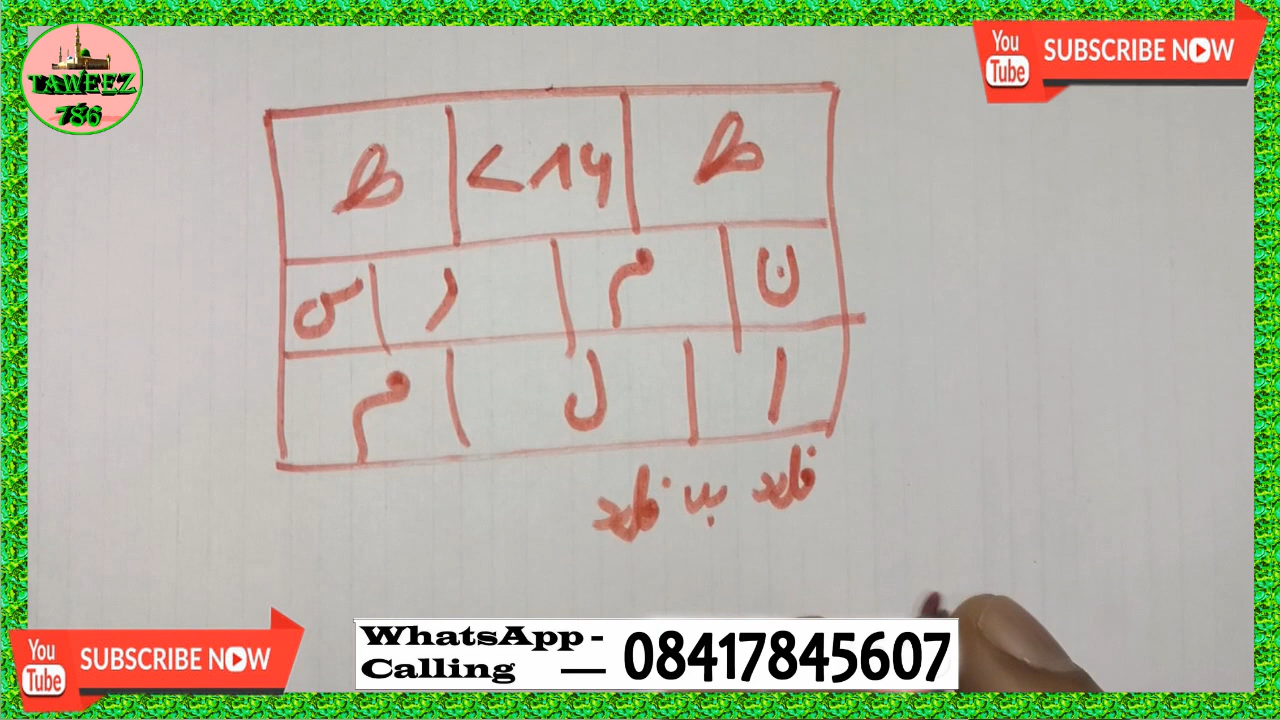 TAWEEZ
786
You Tube SUBSCRIBE NOW
ط ۷۸۶ ط
ن م ر س
ا ل م
You Tube SUBSCRIBE NOW
WhatsApp -
Calling — 08417845607